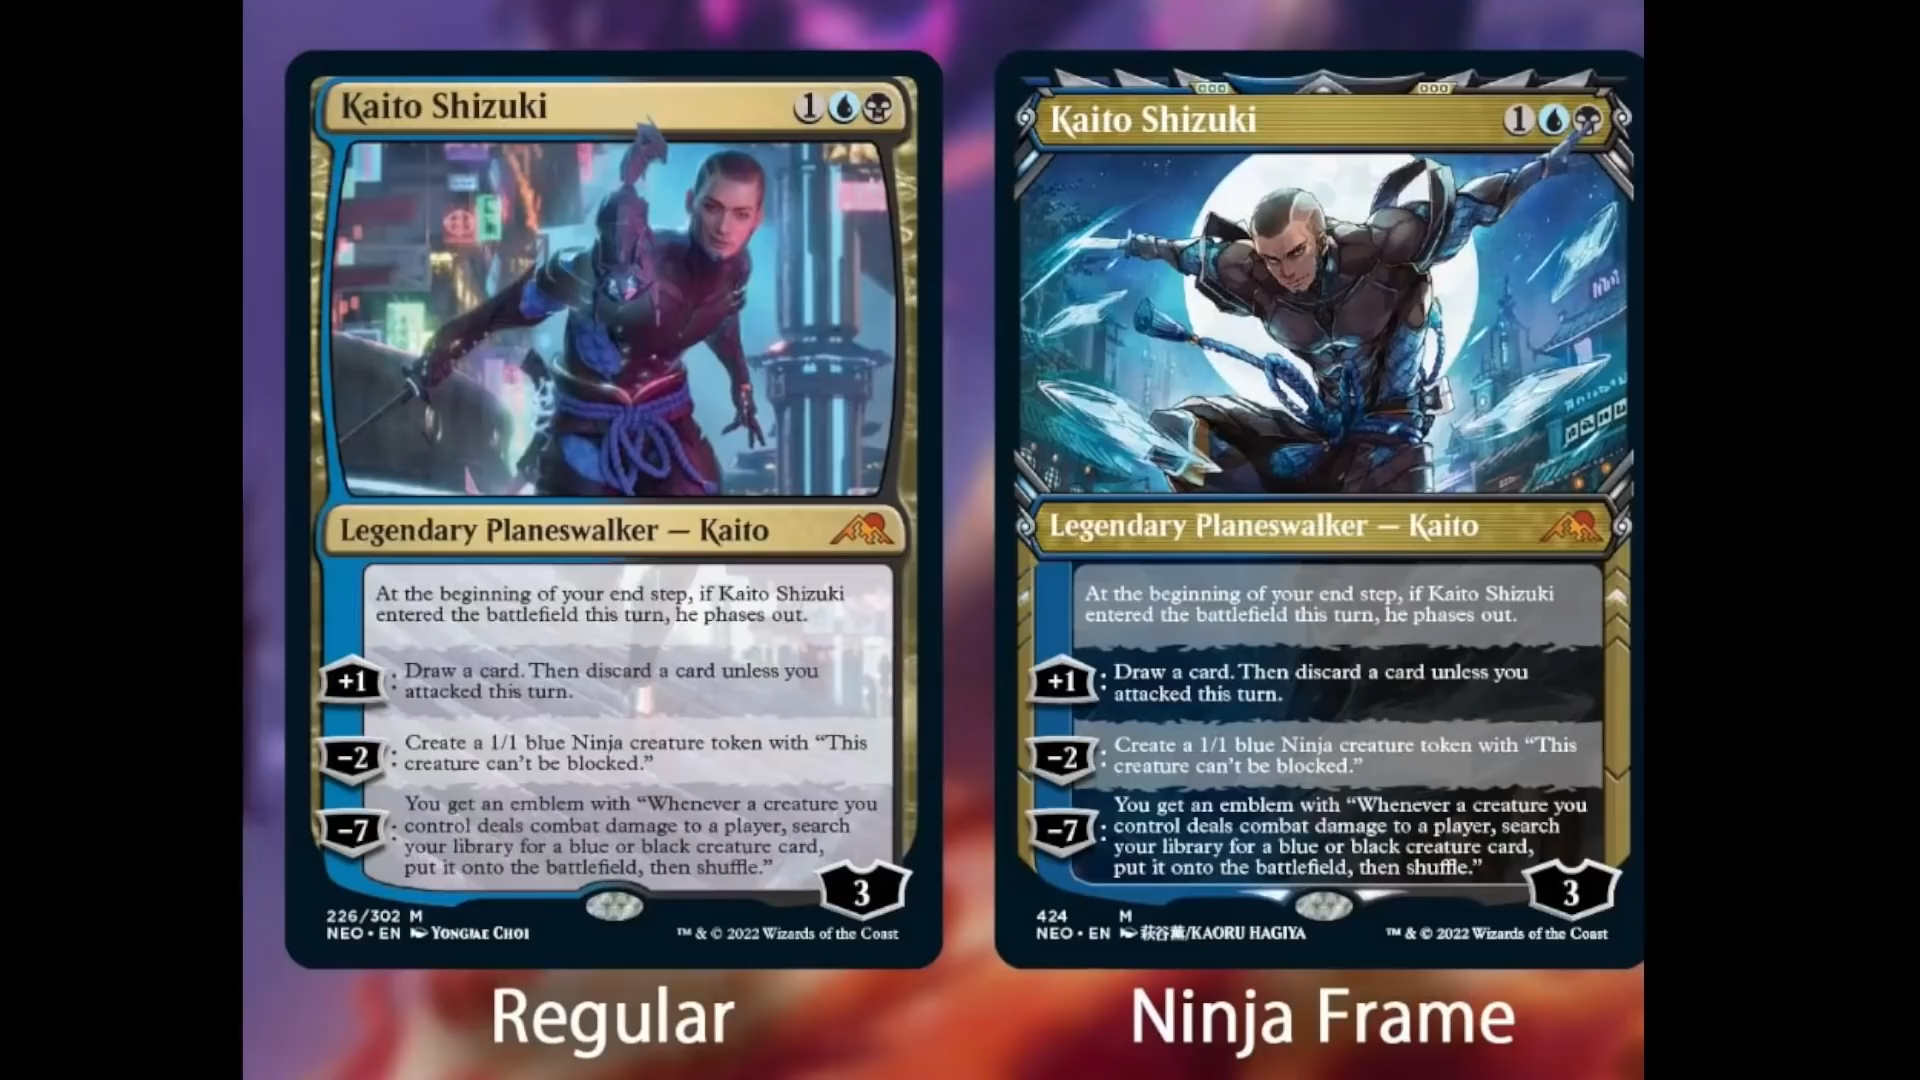 Kaito Shizuki
1
Legendary Planeswalker — Kaito
At the beginning of your end step, if Kaito Shizuki
entered the battlefield this turn, he phases out.
+1
: Draw a card. Then discard a card unless you
attacked this turn.
−2
: Create a 1/1 blue Ninja creature token with “This
creature can’t be blocked.”
−7
: You get an emblem with “Whenever a creature you
control deals combat damage to a player, search
your library for a blue or black creature card,
put it onto the battlefield, then shuffle.”
3
226/302 M
NEO • EN YONGJAE CHOI
™ & © 2022 Wizards of the Coast
Regular
Kaito Shizuki
1
Legendary Planeswalker — Kaito
At the beginning of your end step, if Kaito Shizuki
entered the battlefield this turn, he phases out.
+1
: Draw a card. Then discard a card unless you
attacked this turn.
−2
: Create a 1/1 blue Ninja creature token with “This
creature can’t be blocked.”
−7
: You get an emblem with “Whenever a creature you
control deals combat damage to a player, search
your library for a blue or black creature card,
put it onto the battlefield, then shuffle.”
3
424 M
NEO • EN 萩谷薫/KAORU HAGIYA
™ & © 2022 Wizards of the Coast
Ninja Frame